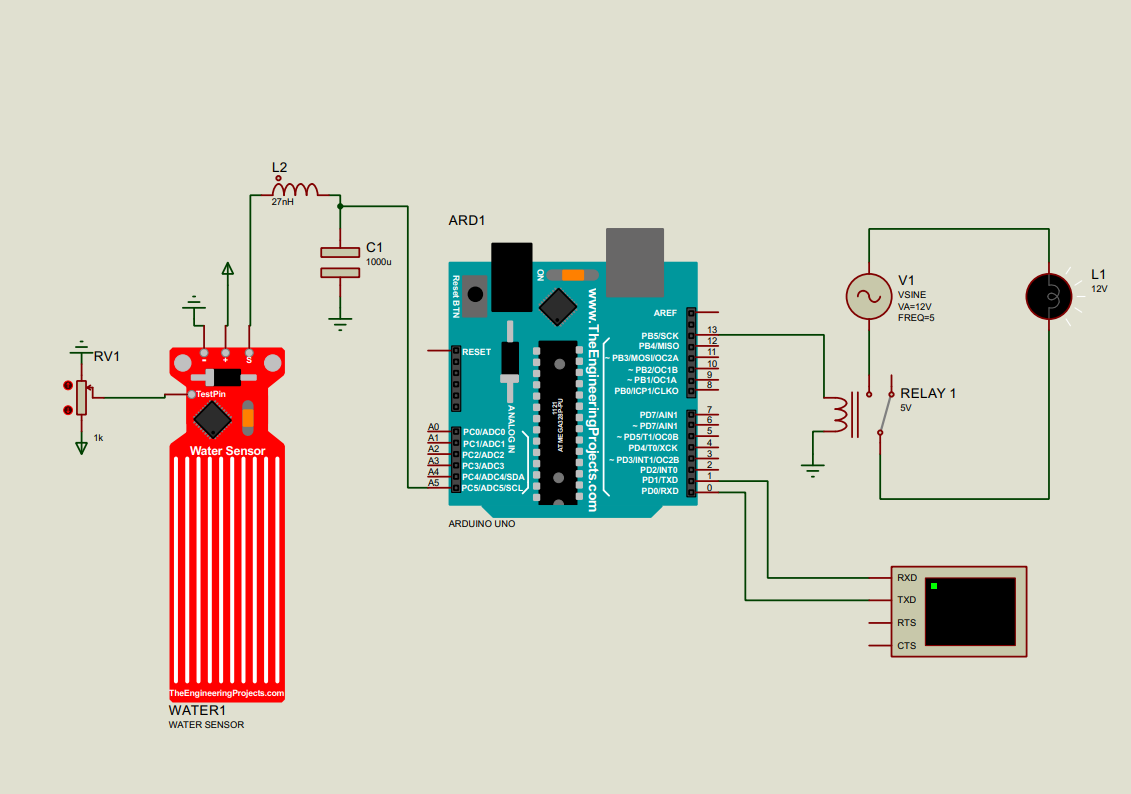 L2
27nH
C1
1000u
RV1
1k
-
+
S
TestPin
Water Sensor
TheEngineeringProjects.com
WATER1
WATER SENSOR
ARD1
Reset BTN
ON
www.TheEngineeringProjects.com
ANALOG IN
1121
ATMEGA328P-PU
RESET
A0 PC0/ADC0
A1 PC1/ADC1
A2 PC2/ADC2
A3 PC3/ADC3
A4 PC4/ADC4/SDA
A5 PC5/ADC5/SCL
AREF
PB5/SCK 13
PB4/MISO 12
~ PB3/MOSI/OC2A 11
~ PB2/OC1B 10
~ PB1/OC1A 9
PB0/ICP1/CLKO 8
PD7/AIN1 7
~ PD7/AIN1 6
~ PD5/T1/OC0B 5
PD4/T0/XCK 4
~ PD3/INT1/OC2B 3
PD2/INT0 2
PD1/TXD 1
PD0/RXD 0
ARDUINO UNO
V1
VSINE
VA=12V
FREQ=5
L1
12V
RELAY 1
5V
RXD
TXD
RTS
CTS